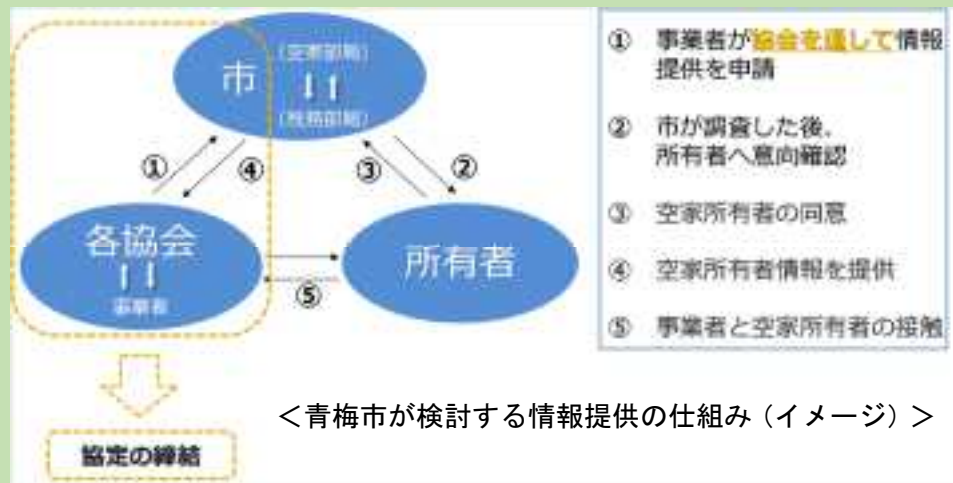 市
(空家部局)
(税務部局)
①
④
③
②
各協会
事業者
所有者
⑤
協定の締結
① 事業者が協会を通して情報
提供を申請
② 市が調査した後、
所有者へ意向確認
③ 空家所有者の同意
④ 空家所有者情報を提供
⑤ 事業者と空家所有者の接触
＜青梅市が検討する情報提供の仕組み（イメージ）＞